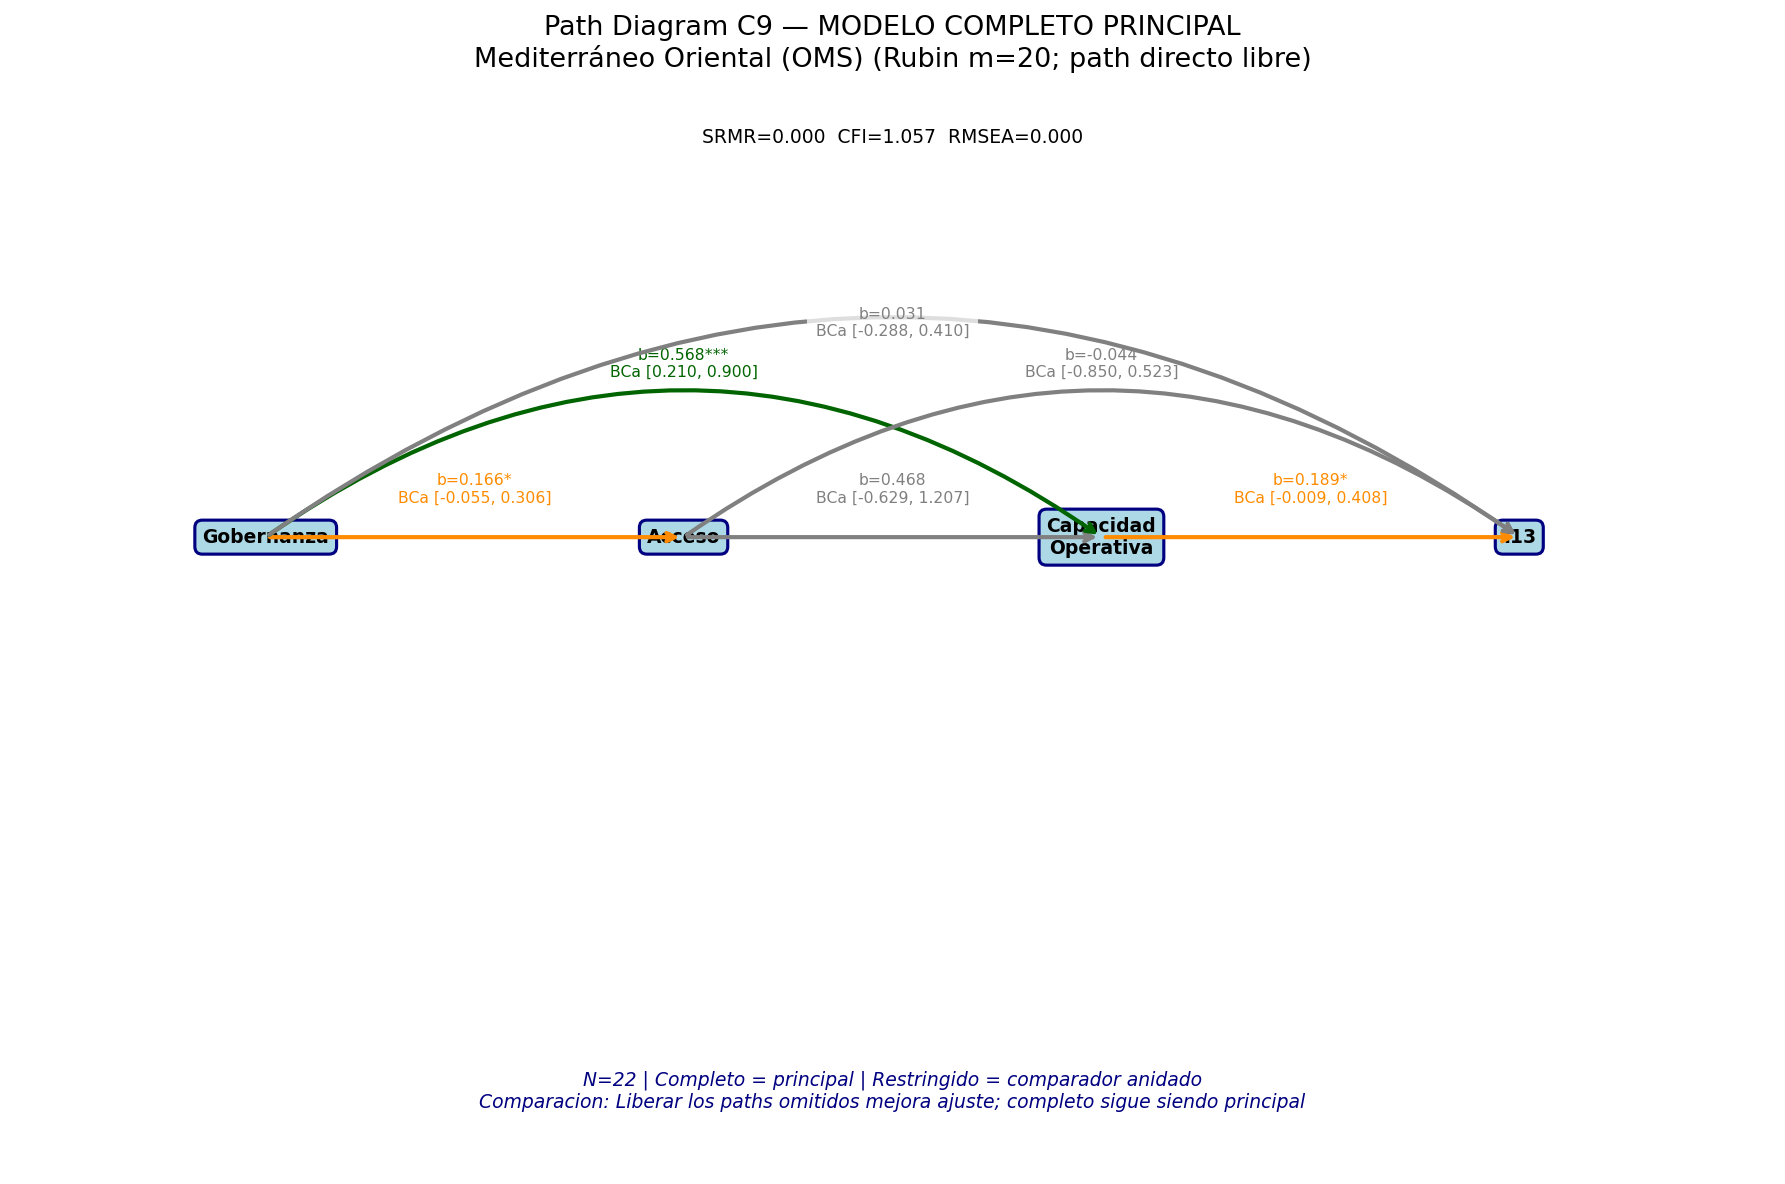 Path Diagram C9 — MODELO COMPLETO PRINCIPAL
Mediterráneo Oriental (OMS) (Rubin m=20; path directo libre)
SRMR=0.000  CFI=1.057  RMSEA=0.000
b=0.031
BCa [-0.288, 0.410]
b=0.568***
BCa [0.210, 0.900]
b=-0.044
BCa [-0.850, 0.523]
b=0.166*
BCa [-0.055, 0.306]
b=0.468
BCa [-0.629, 1.207]
b=0.189*
BCa [-0.009, 0.408]
Gobernanza
Acceso
Capacidad
Operativa
N=22 | Completo = principal | Restringido = comparador anidado
Comparacion: Liberar los paths omitidos mejora ajuste; completo sigue siendo principal